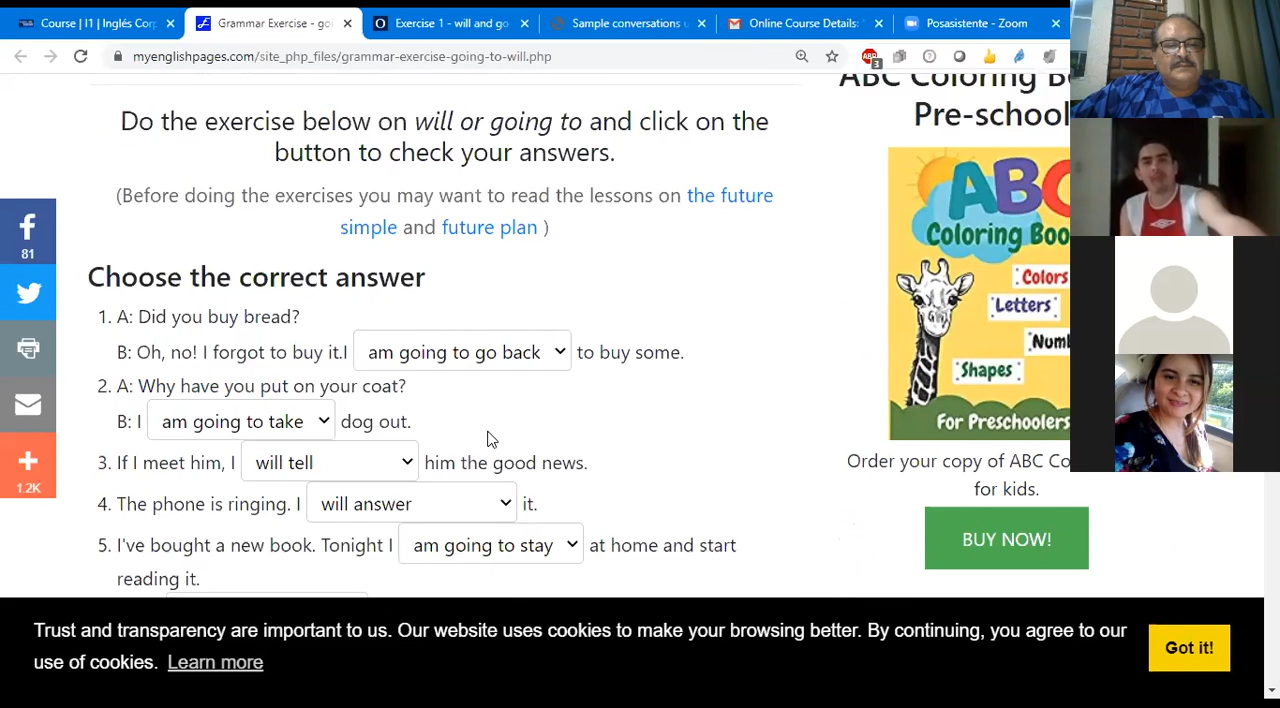 Course | I1 | Inglés Corp
Grammar Exercise - goi
Exercise 1 - will and go
Sample conversations u
Online Course Details:
Posasistente - Zoom
myenglishpages.com/site_php_files/grammar-exercise-going-to-will.php
3
Do the exercise below on will or going to and click on the
button to check your answers.
(Before doing the exercises you may want to read the lessons on the future
simple and future plan )
81
1.2K
Choose the correct answer
1. A: Did you buy bread?
B: Oh, no! I forgot to buy it.I am going to go back to buy some.
2. A: Why have you put on your coat?
B: I am going to take dog out.
3. If I meet him, I will tell him the good news.
4. The phone is ringing. I will answer it.
5. I've bought a new book. Tonight I am going to stay at home and start
reading it.
ABC Coloring Bo
Pre-school
ABC
Coloring Boo
Colors
Letters
Numb
Shapes
For Preschoolers
Order your copy of ABC Co
for kids.
BUY NOW!
Trust and transparency are important to us. Our website uses cookies to make your browsing better. By continuing, you agree to our
use of cookies. Learn more
Got it!